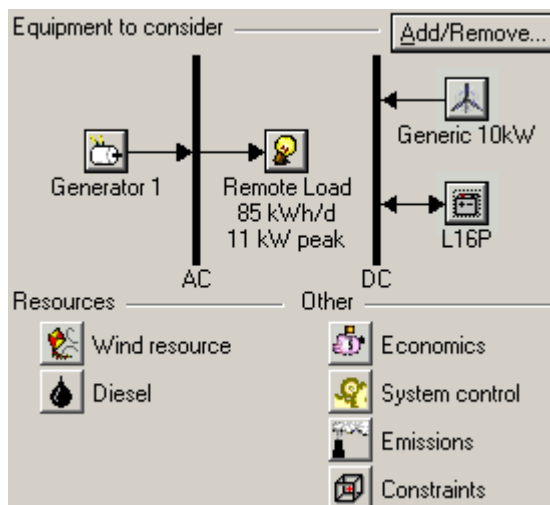 Equipment to consider Add/Remove...
Generic 10kW
Generator 1 Remote Load
85 kWh/d L16P
11 kW peak
AC DC
Resources Other
Wind resource Economics
Diesel System control
Emissions
Constraints